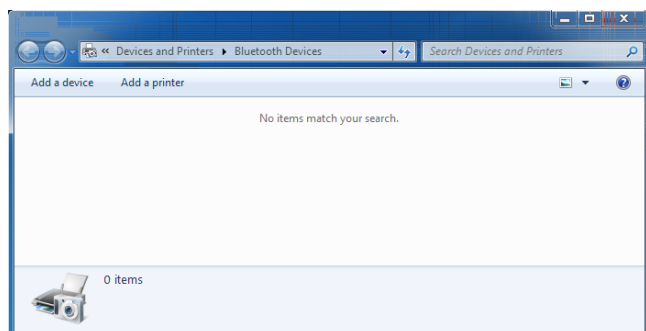 « Devices and Printers ▸ Bluetooth Devices
Search Devices and Printers
Add a device Add a printer
No items match your search.
0 items